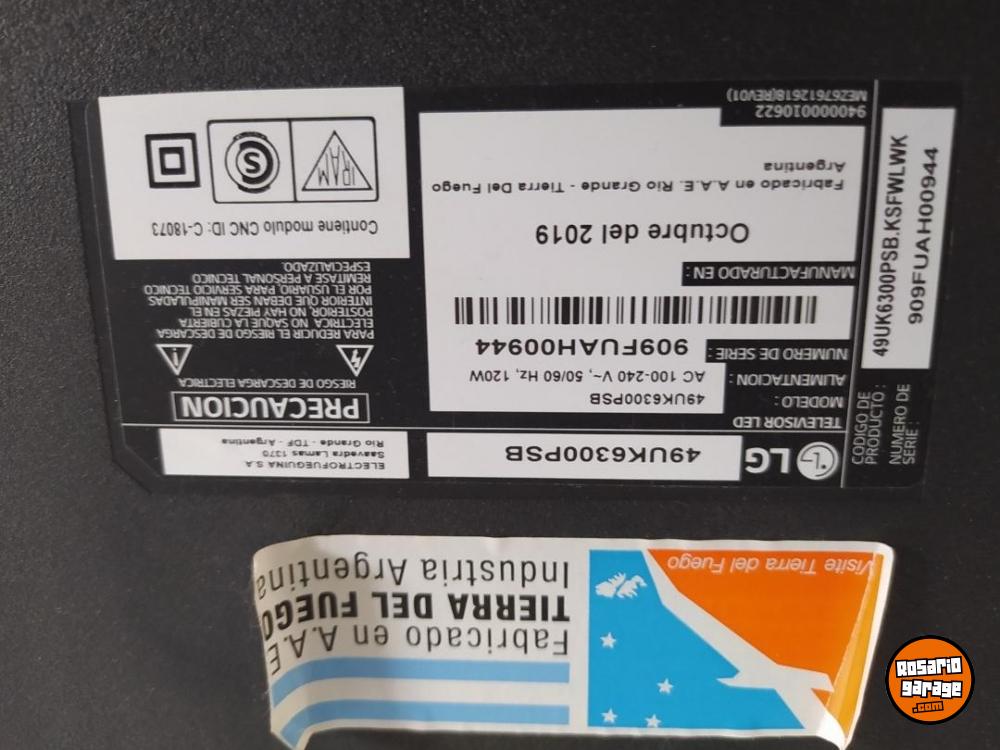 LG
49UK6300PSB
ELECTROFUEGUINA S.A
Saavedra Lamas 1370
Rio Grande - TDF - Argentina
TELEVISOR LED
MODELO :
49UK6300PSB
ALIMENTACION :
AC 100-240 V~, 50/60 Hz, 120W
NUMERO DE SERIE :
909FUAH00944
MANUFACTURADO EN :
Octubre del 2019
Fabricado en A.A.E. Rio Grande - Tierra Del Fuego
Argentina
940000010622
MEZ67612618(REV01)
PRECAUCION
RIESGO DE DESCARGA ELECTRICA
PARA REDUCIR EL RIESGO DE DESCARGA
ELECTRICA NO SAQUE LA CUBIERTA
POSTERIOR, NO HAY PIEZAS EN EL
INTERIOR QUE DEBAN SER MANIPULADAS
POR EL USUARIO. PARA SERVICIO TECNICO
REMITASE A PERSONAL TECNICO
ESPECIALIZADO.
Contiene modulo CNC ID: C-18073
IRAM
S
CODIGO DE
PRODUCTO :
49UK6300PSB.KSFWLWK
NUMERO DE
SERIE :
909FUAH00944
Fabricado en A.A.E
TIERRA DEL FUEGO
Industria Argentina
Visite Tierra del Fuego
Rosario
garage
.com